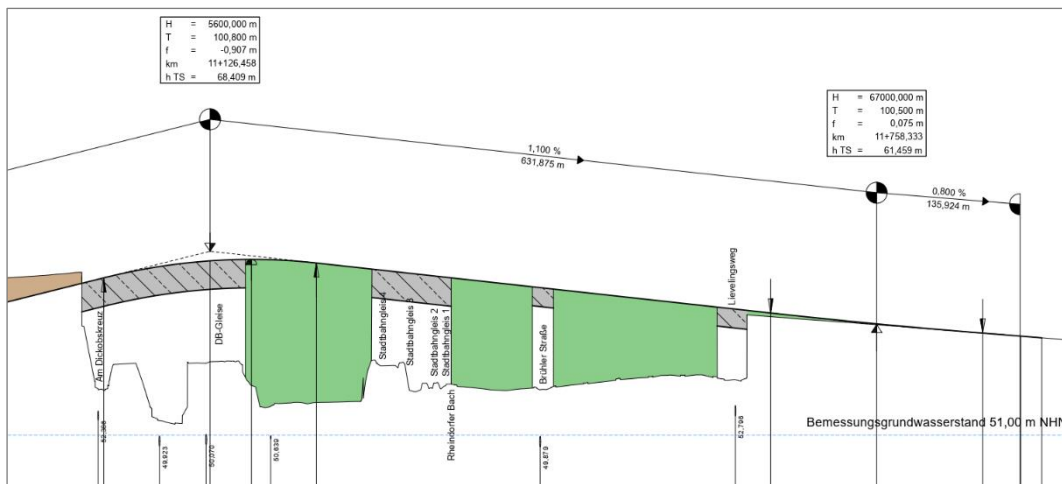 H = 5600,000 m
T = 100,800 m
f = -0,907 m
km 11+126,458
h TS = 68,409 m
H = 67000,000 m
T = 100,500 m
f = 0,075 m
km 11+758,333
h TS = 61,459 m
1,100 %
631,875 m
0,800 %
135,924 m
Am Dickobskreuz
DB-Gleise
Stadtbahngleis 4
Stadtbahngleis 3
Stadtbahngleis 2
Stadtbahngleis 1
Rheindorfer Bach
Brühler Straße
Lievelingsweg
Bemessungsgrundwasserstand 51,00 m NHN
49,923
50,070
50,639
49,879
52,798